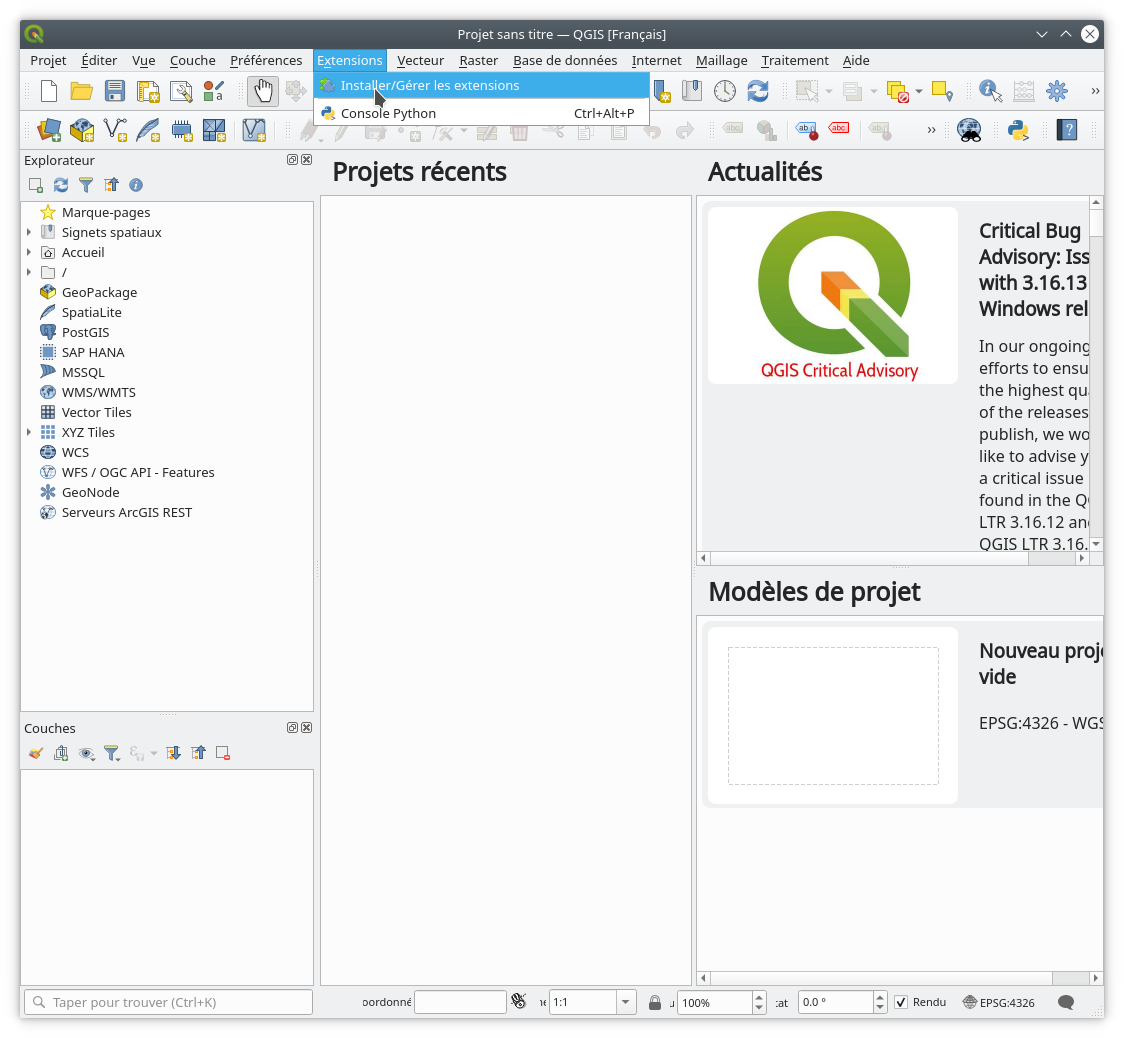 Projet sans titre — QGIS [Français]
Projet Éditer Vue Couche Préférences Extensions Vecteur Raster Base de données Internet Maillage Traitement Aide
Installer/Gérer les extensions
Console Python Ctrl+Alt+P
Explorateur
Marque-pages
Signets spatiaux
Accueil
/
GeoPackage
SpatiaLite
PostGIS
SAP HANA
MSSQL
WMS/WMTS
Vector Tiles
XYZ Tiles
WCS
WFS / OGC API - Features
GeoNode
Serveurs ArcGIS REST
Couches
Projets récents
Actualités
QGIS Critical Advisory
Critical Bug
Advisory: Iss
with 3.16.13
Windows rel
In our ongoing
efforts to ensu
the highest qua
of the releases
publish, we wo
like to advise y
a critical issue
found in the Q
LTR 3.16.12 an
QGIS LTR 3.16.
Modèles de projet
Nouveau proje
vide
EPSG:4326 - WGS
Taper pour trouver (Ctrl+K) oordonné 1:1 100% 0.0 ° Rendu EPSG:4326